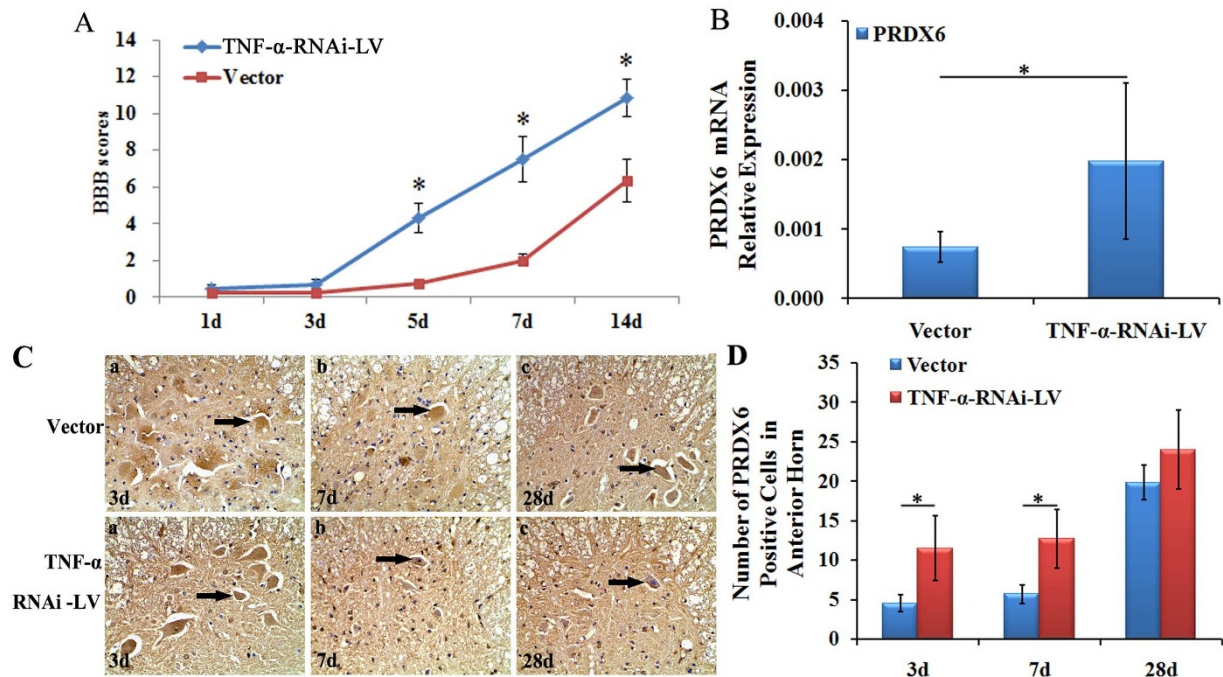 A
14
12
10
8
6
4
2
0
BBB scores
TNF-α-RNAi-LV
Vector
*
*
*
*
1d
3d
5d
7d
14d
B
PRDX6
*
0.004
0.003
0.002
0.001
0.000
PRDX6 mRNA
Relative Expression
Vector
TNF-α-RNAi-LV
C
Vector
a
3d
b
7d
c
28d
TNF-α
RNAi -LV
a
3d
b
7d
c
28d
D
Vector
TNF-α-RNAi-LV
40
35
30
25
20
15
10
5
0
Number of PRDX6
Positive Cells in
Anterior Horn
*
*
3d
7d
28d